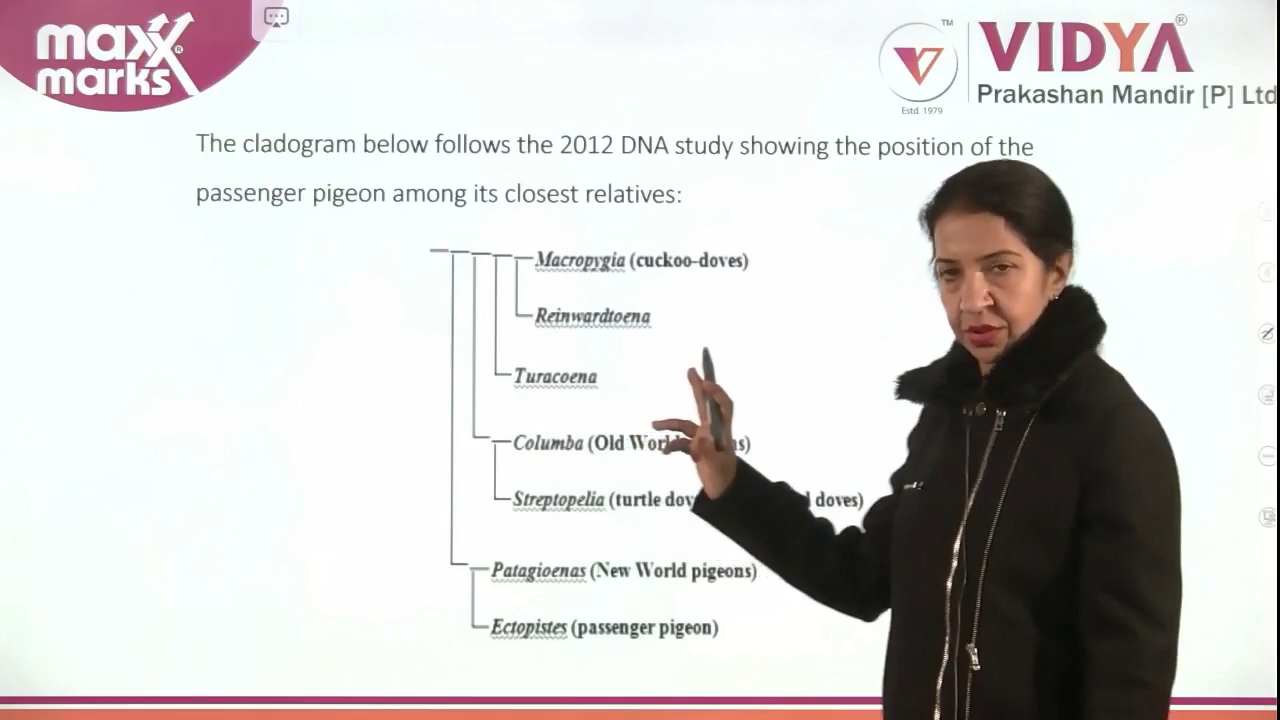 maxx
marks®
TM
VIDYA®
Prakashan Mandir [P] Ltd
Estd. 1979
The cladogram below follows the 2012 DNA study showing the position of the
passenger pigeon among its closest relatives:
Macropygia (cuckoo-doves)
Reinwardtoena
Turacoena
Columba (Old World
Streptopelia (turtle doves) doves)
Patagioenas (New World pigeons)
Ectopistes (passenger pigeon)